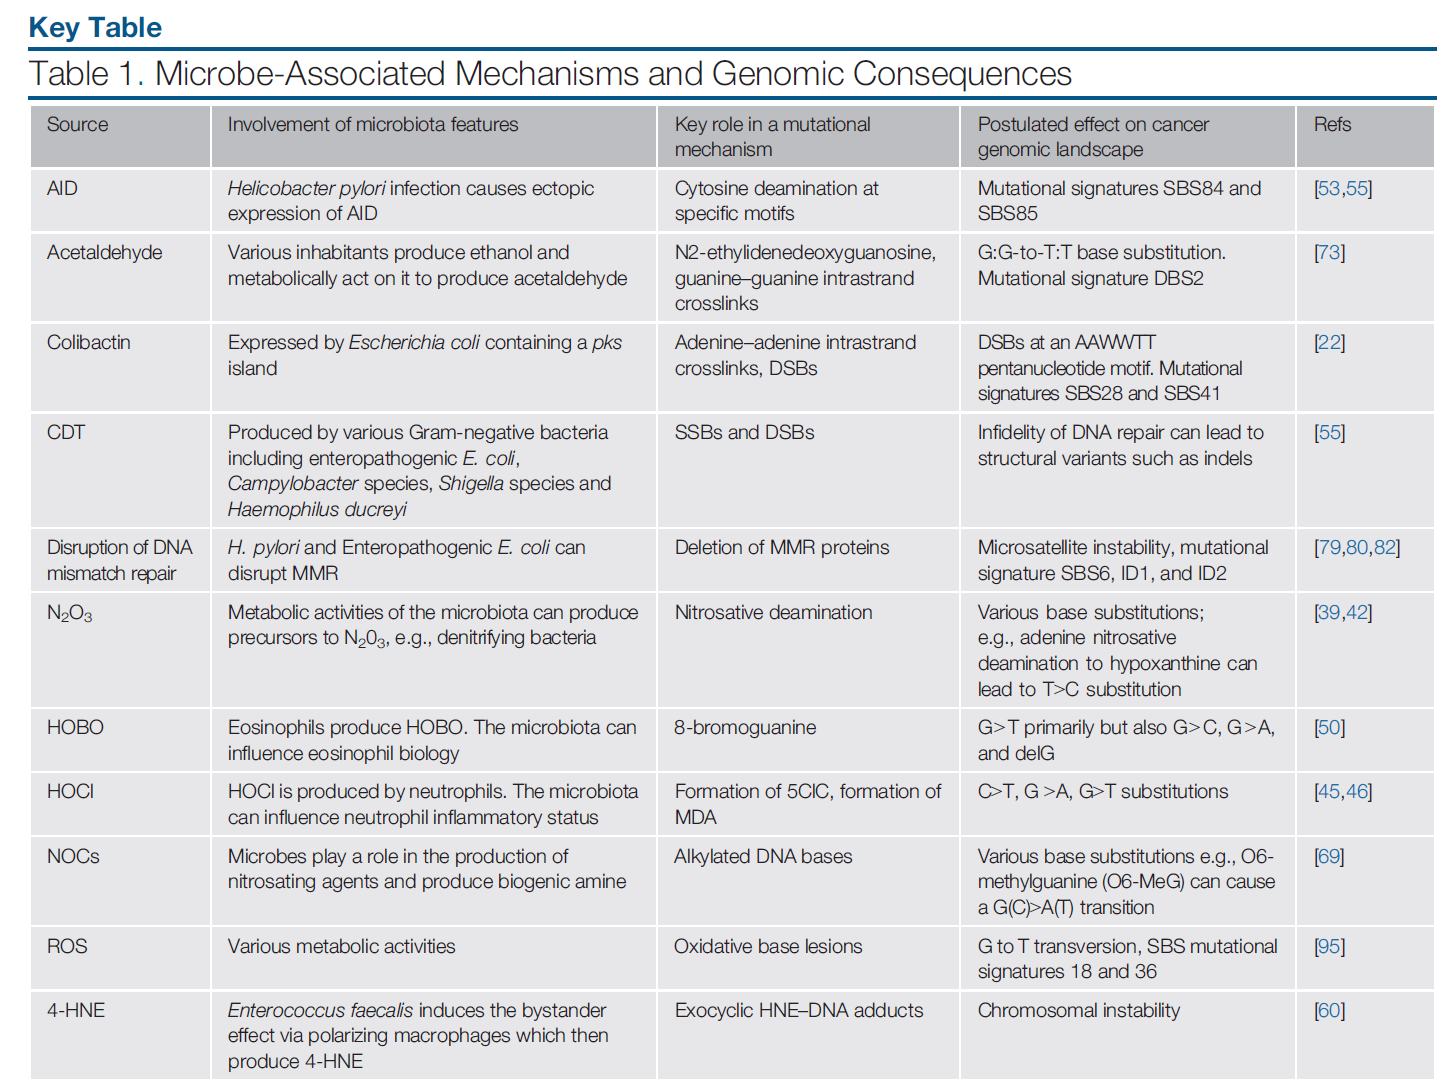 Key Table
Table 1. Microbe-Associated Mechanisms and Genomic Consequences
Source
Involvement of microbiota features
Key role in a mutational
mechanism
Postulated effect on cancer
genomic landscape
Refs
AID
Helicobacter pylori infection causes ectopic
expression of AID
Cytosine deamination at
specific motifs
Mutational signatures SBS84 and
SBS85
[53,55]
Acetaldehyde
Various inhabitants produce ethanol and
metabolically act on it to produce acetaldehyde
N2-ethylidenedeoxyguanosine,
guanine–guanine intrastrand
crosslinks
G:G-to-T:T base substitution.
Mutational signature DBS2
[73]
Colibactin
Expressed by Escherichia coli containing a pks
island
Adenine–adenine intrastrand
crosslinks, DSBs
DSBs at an AAWWTT
pentanucleotide motif. Mutational
signatures SBS28 and SBS41
[22]
CDT
Produced by various Gram-negative bacteria
including enteropathogenic E. coli,
Campylobacter species, Shigella species and
Haemophilus ducreyi
SSBs and DSBs
Infidelity of DNA repair can lead to
structural variants such as indels
[55]
Disruption of DNA
mismatch repair
H. pylori and Enteropathogenic E. coli can
disrupt MMR
Deletion of MMR proteins
Microsatellite instability, mutational
signature SBS6, ID1, and ID2
[79,80,82]
N₂O₃
Metabolic activities of the microbiota can produce
precursors to N₂0₃, e.g., denitrifying bacteria
Nitrosative deamination
Various base substitutions;
e.g., adenine nitrosative
deamination to hypoxanthine can
lead to T>C substitution
[39,42]
HOBO
Eosinophils produce HOBO. The microbiota can
influence eosinophil biology
8-bromoguanine
G>T primarily but also G>C, G>A,
and delG
[50]
HOCl
HOCl is produced by neutrophils. The microbiota
can influence neutrophil inflammatory status
Formation of 5ClC, formation of
MDA
C>T, G >A, G>T substitutions
[45,46]
NOCs
Microbes play a role in the production of
nitrosating agents and produce biogenic amine
Alkylated DNA bases
Various base substitutions e.g., O6-
methylguanine (O6-MeG) can cause
a G(C)>A(T) transition
[69]
ROS
Various metabolic activities
Oxidative base lesions
G to T transversion, SBS mutational
signatures 18 and 36
[95]
4-HNE
Enterococcus faecalis induces the bystander
effect via polarizing macrophages which then
produce 4-HNE
Exocyclic HNE–DNA adducts
Chromosomal instability
[60]